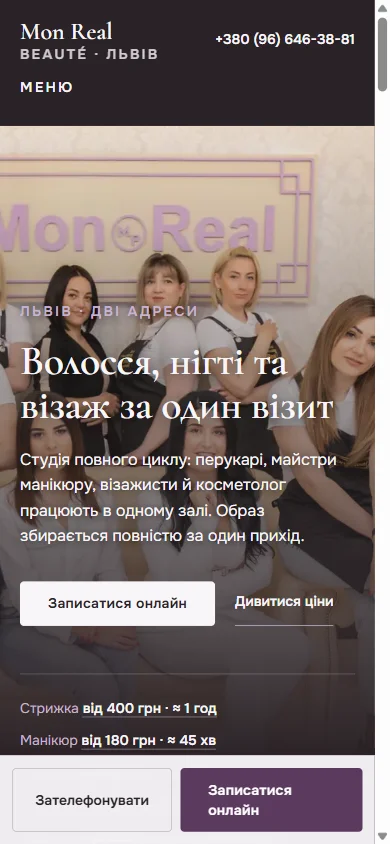 Mon Real
BEAUTÉ · ЛЬВІВ
+380 (96) 646-38-81
МЕНЮ
Mon Real
ЛЬВІВ · ДВІ АДРЕСИ
Волосся, нігті та
візаж за один візит
Студія повного циклу: перукарі, майстри
манікюру, візажисти й косметолог
працюють в одному залі. Образ
збирається повністю за один прихід.
Записатися онлайн
Дивитися ціни
Стрижка від 400 грн · ≈ 1 год
Манікюр від 180 грн · ≈ 45 хв
Зателефонувати
Записатися
онлайн